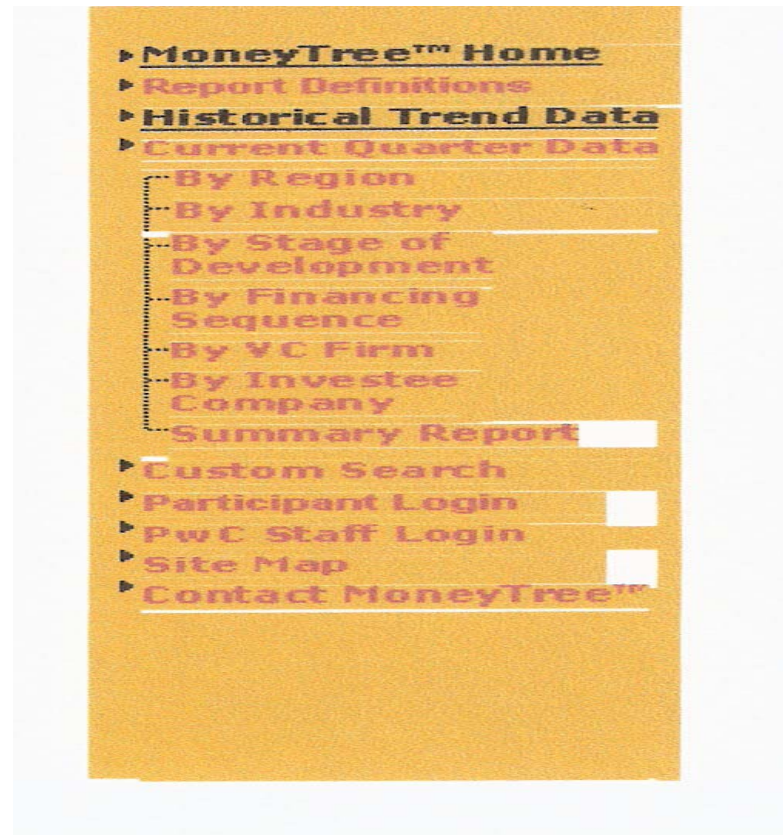 MoneyTree™ Home
Report Definitions
Historical Trend Data
Current Quarter Data
By Region
By Industry
By Stage of
Development
By Financing
Sequence
By VC Firm
By Investee
Company
Summary Report
Custom Search
Participant Login
PwC Staff Login
Site Map
Contact MoneyTree™